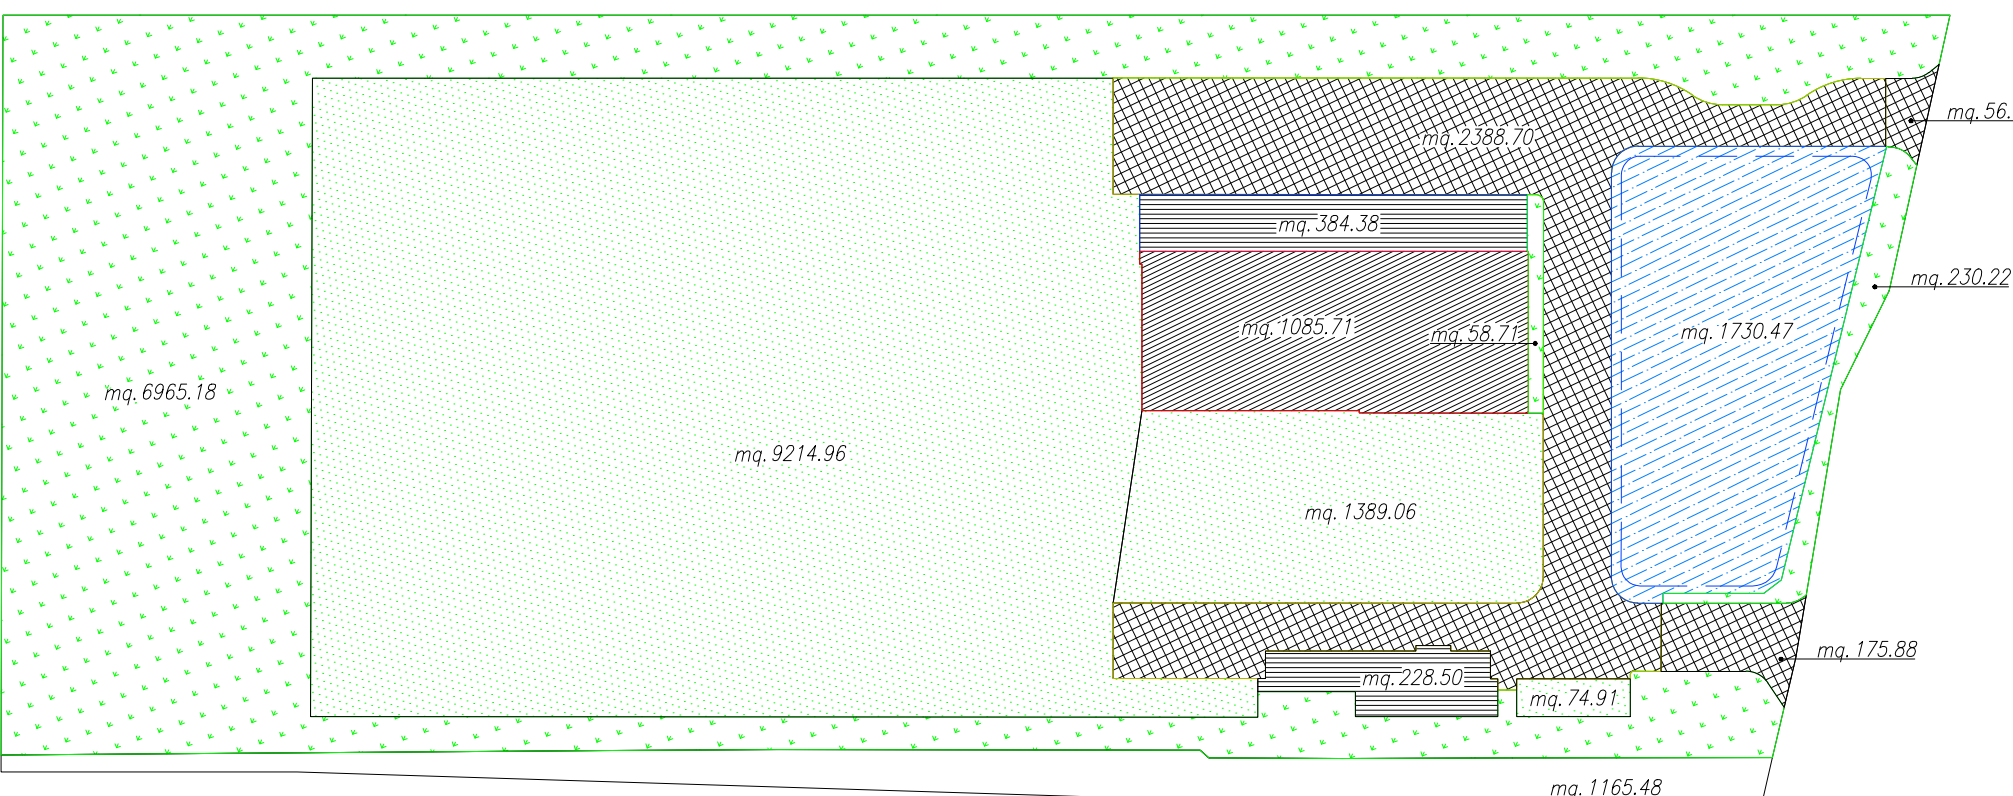 mq. 56.
mq. 2388.70
mq. 384.38
mq. 230.22
mq. 1085.71
mq. 58.71
mq. 1730.47
mq. 6965.18
mq. 9214.96
mq. 1389.06
mq. 175.88
mq. 228.50
mq. 74.91
mq. 1165.48